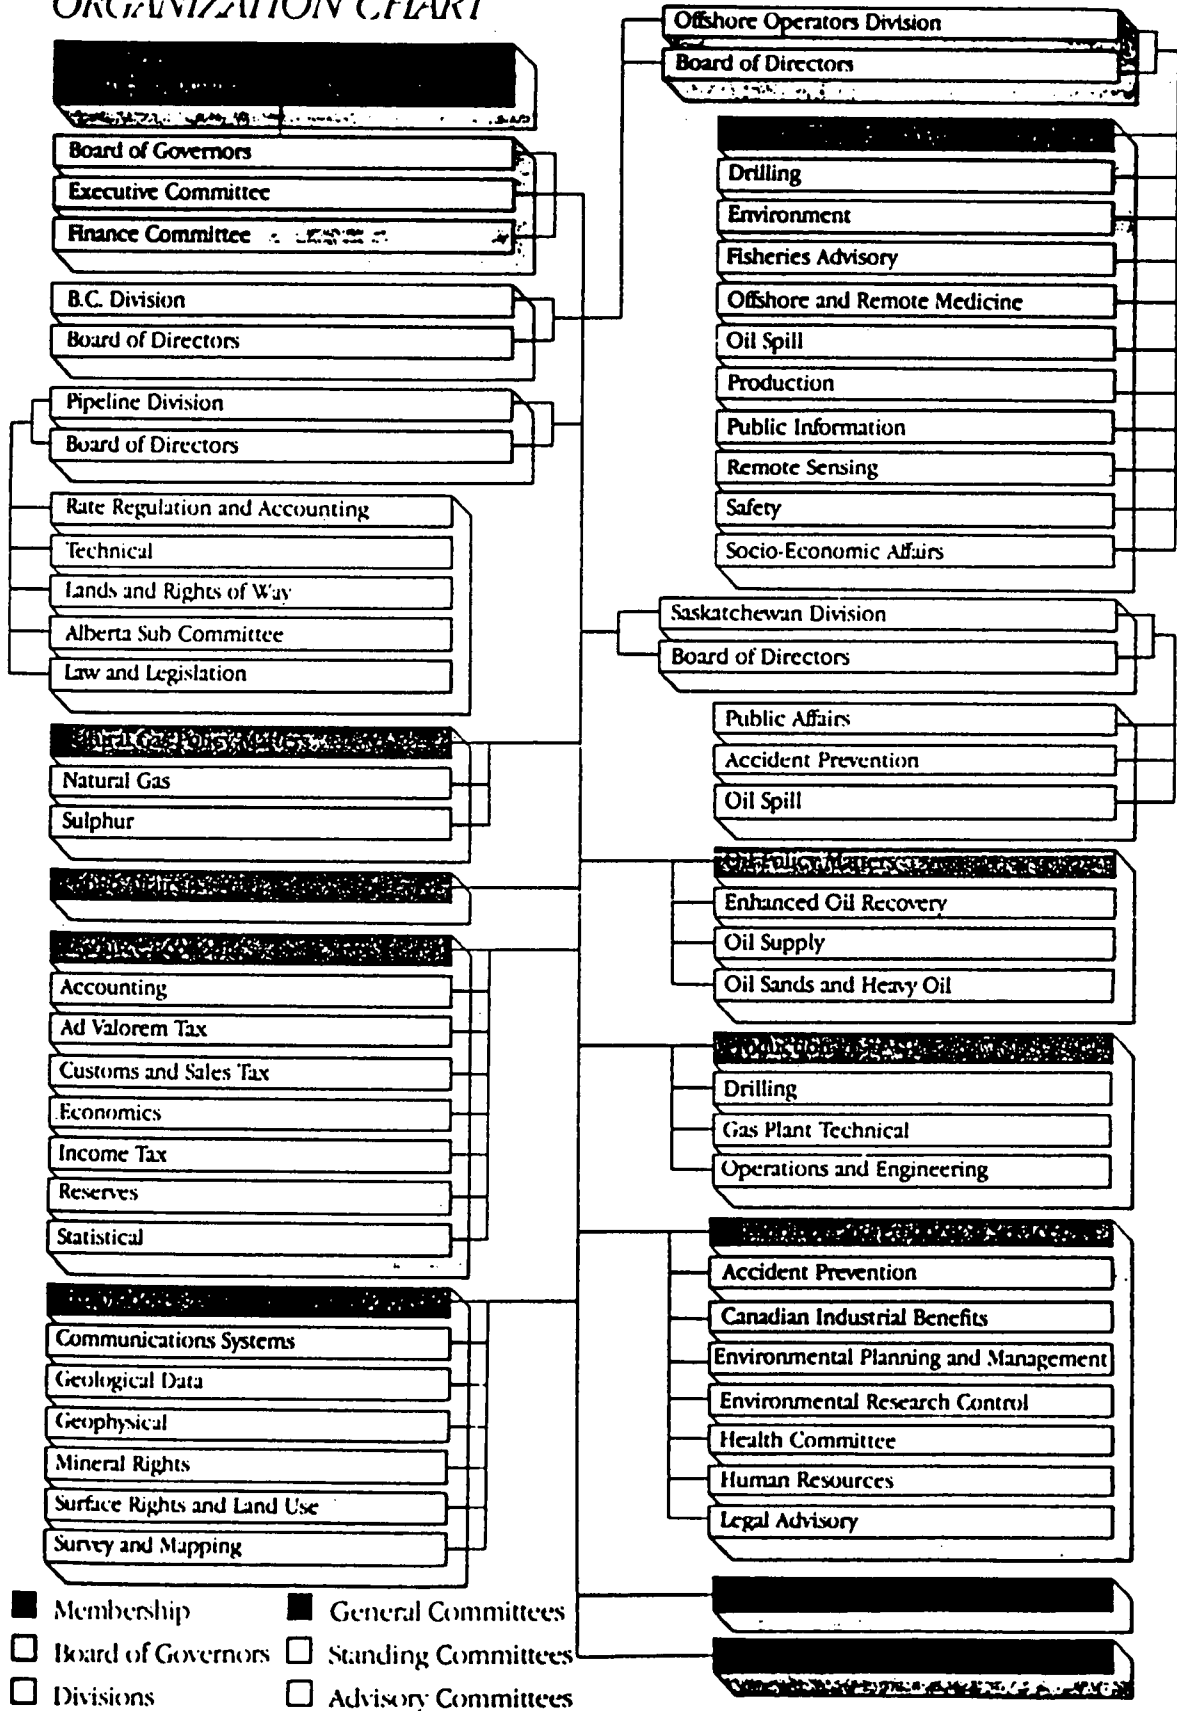 ORGANIZATION CHART
Board of Governors
Executive Committee
Finance Committee
B.C. Division
Board of Directors
Pipeline Division
Board of Directors
Rate Regulation and Accounting
Technical
Lands and Rights of Way
Alberta Sub Committee
Law and Legislation
Natural Gas Policy Matters
Natural Gas
Sulphur
Accounting
Ad Valorem Tax
Customs and Sales Tax
Economics
Income Tax
Reserves
Statistical
Communications Systems
Geological Data
Geophysical
Mineral Rights
Surface Rights and Land Use
Survey and Mapping
Offshore Operators Division
Board of Directors
Drilling
Environment
Fisheries Advisory
Offshore and Remote Medicine
Oil Spill
Production
Public Information
Remote Sensing
Safety
Socio-Economic Affairs
Saskatchewan Division
Board of Directors
Public Affairs
Accident Prevention
Oil Spill
Oil Policy Matters
Enhanced Oil Recovery
Oil Supply
Oil Sands and Heavy Oil
Production
Drilling
Gas Plant Technical
Operations and Engineering
Accident Prevention
Canadian Industrial Benefits
Environmental Planning and Management
Environmental Research Control
Health Committee
Human Resources
Legal Advisory
Membership
Board of Governors
Divisions
General Committees
Standing Committees
Advisory Committees